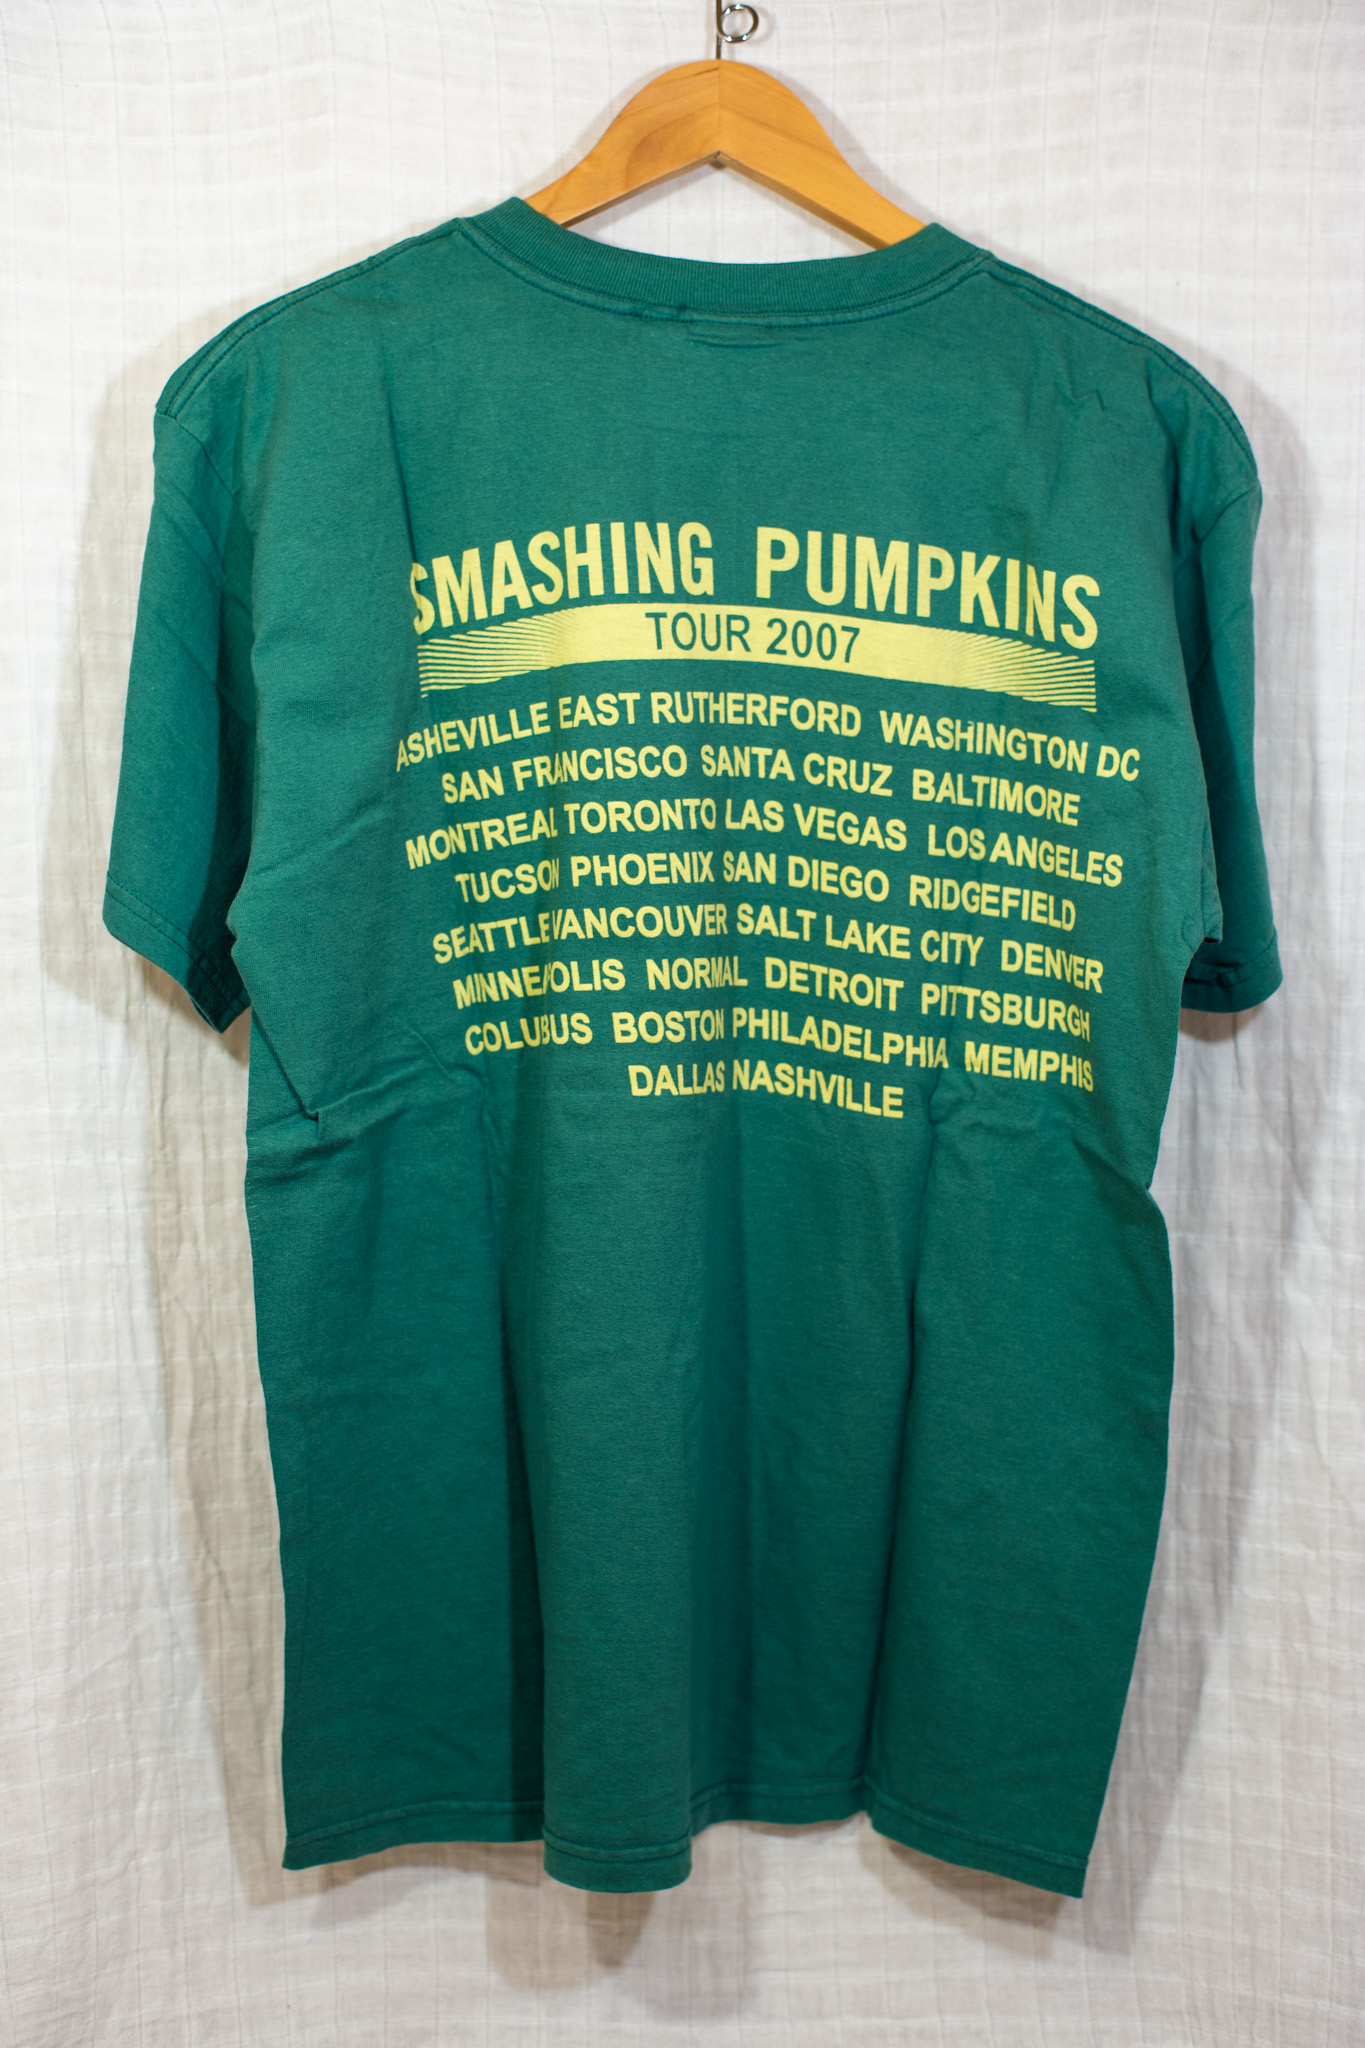 SMASHING PUMPKINS
TOUR 2007
ASHEVILLE EAST RUTHERFORD WASHINGTON DC
SAN FRANCISCO SANTA CRUZ BALTIMORE
MONTREAL TORONTO LAS VEGAS LOS ANGELES
TUCSON PHOENIX SAN DIEGO RIDGEFIELD
SEATTLE VANCOUVER SALT LAKE CITY DENVER
MINNEAPOLIS NORMAL DETROIT PITTSBURGH
COLUMBUS BOSTON PHILADELPHIA MEMPHIS
DALLAS NASHVILLE